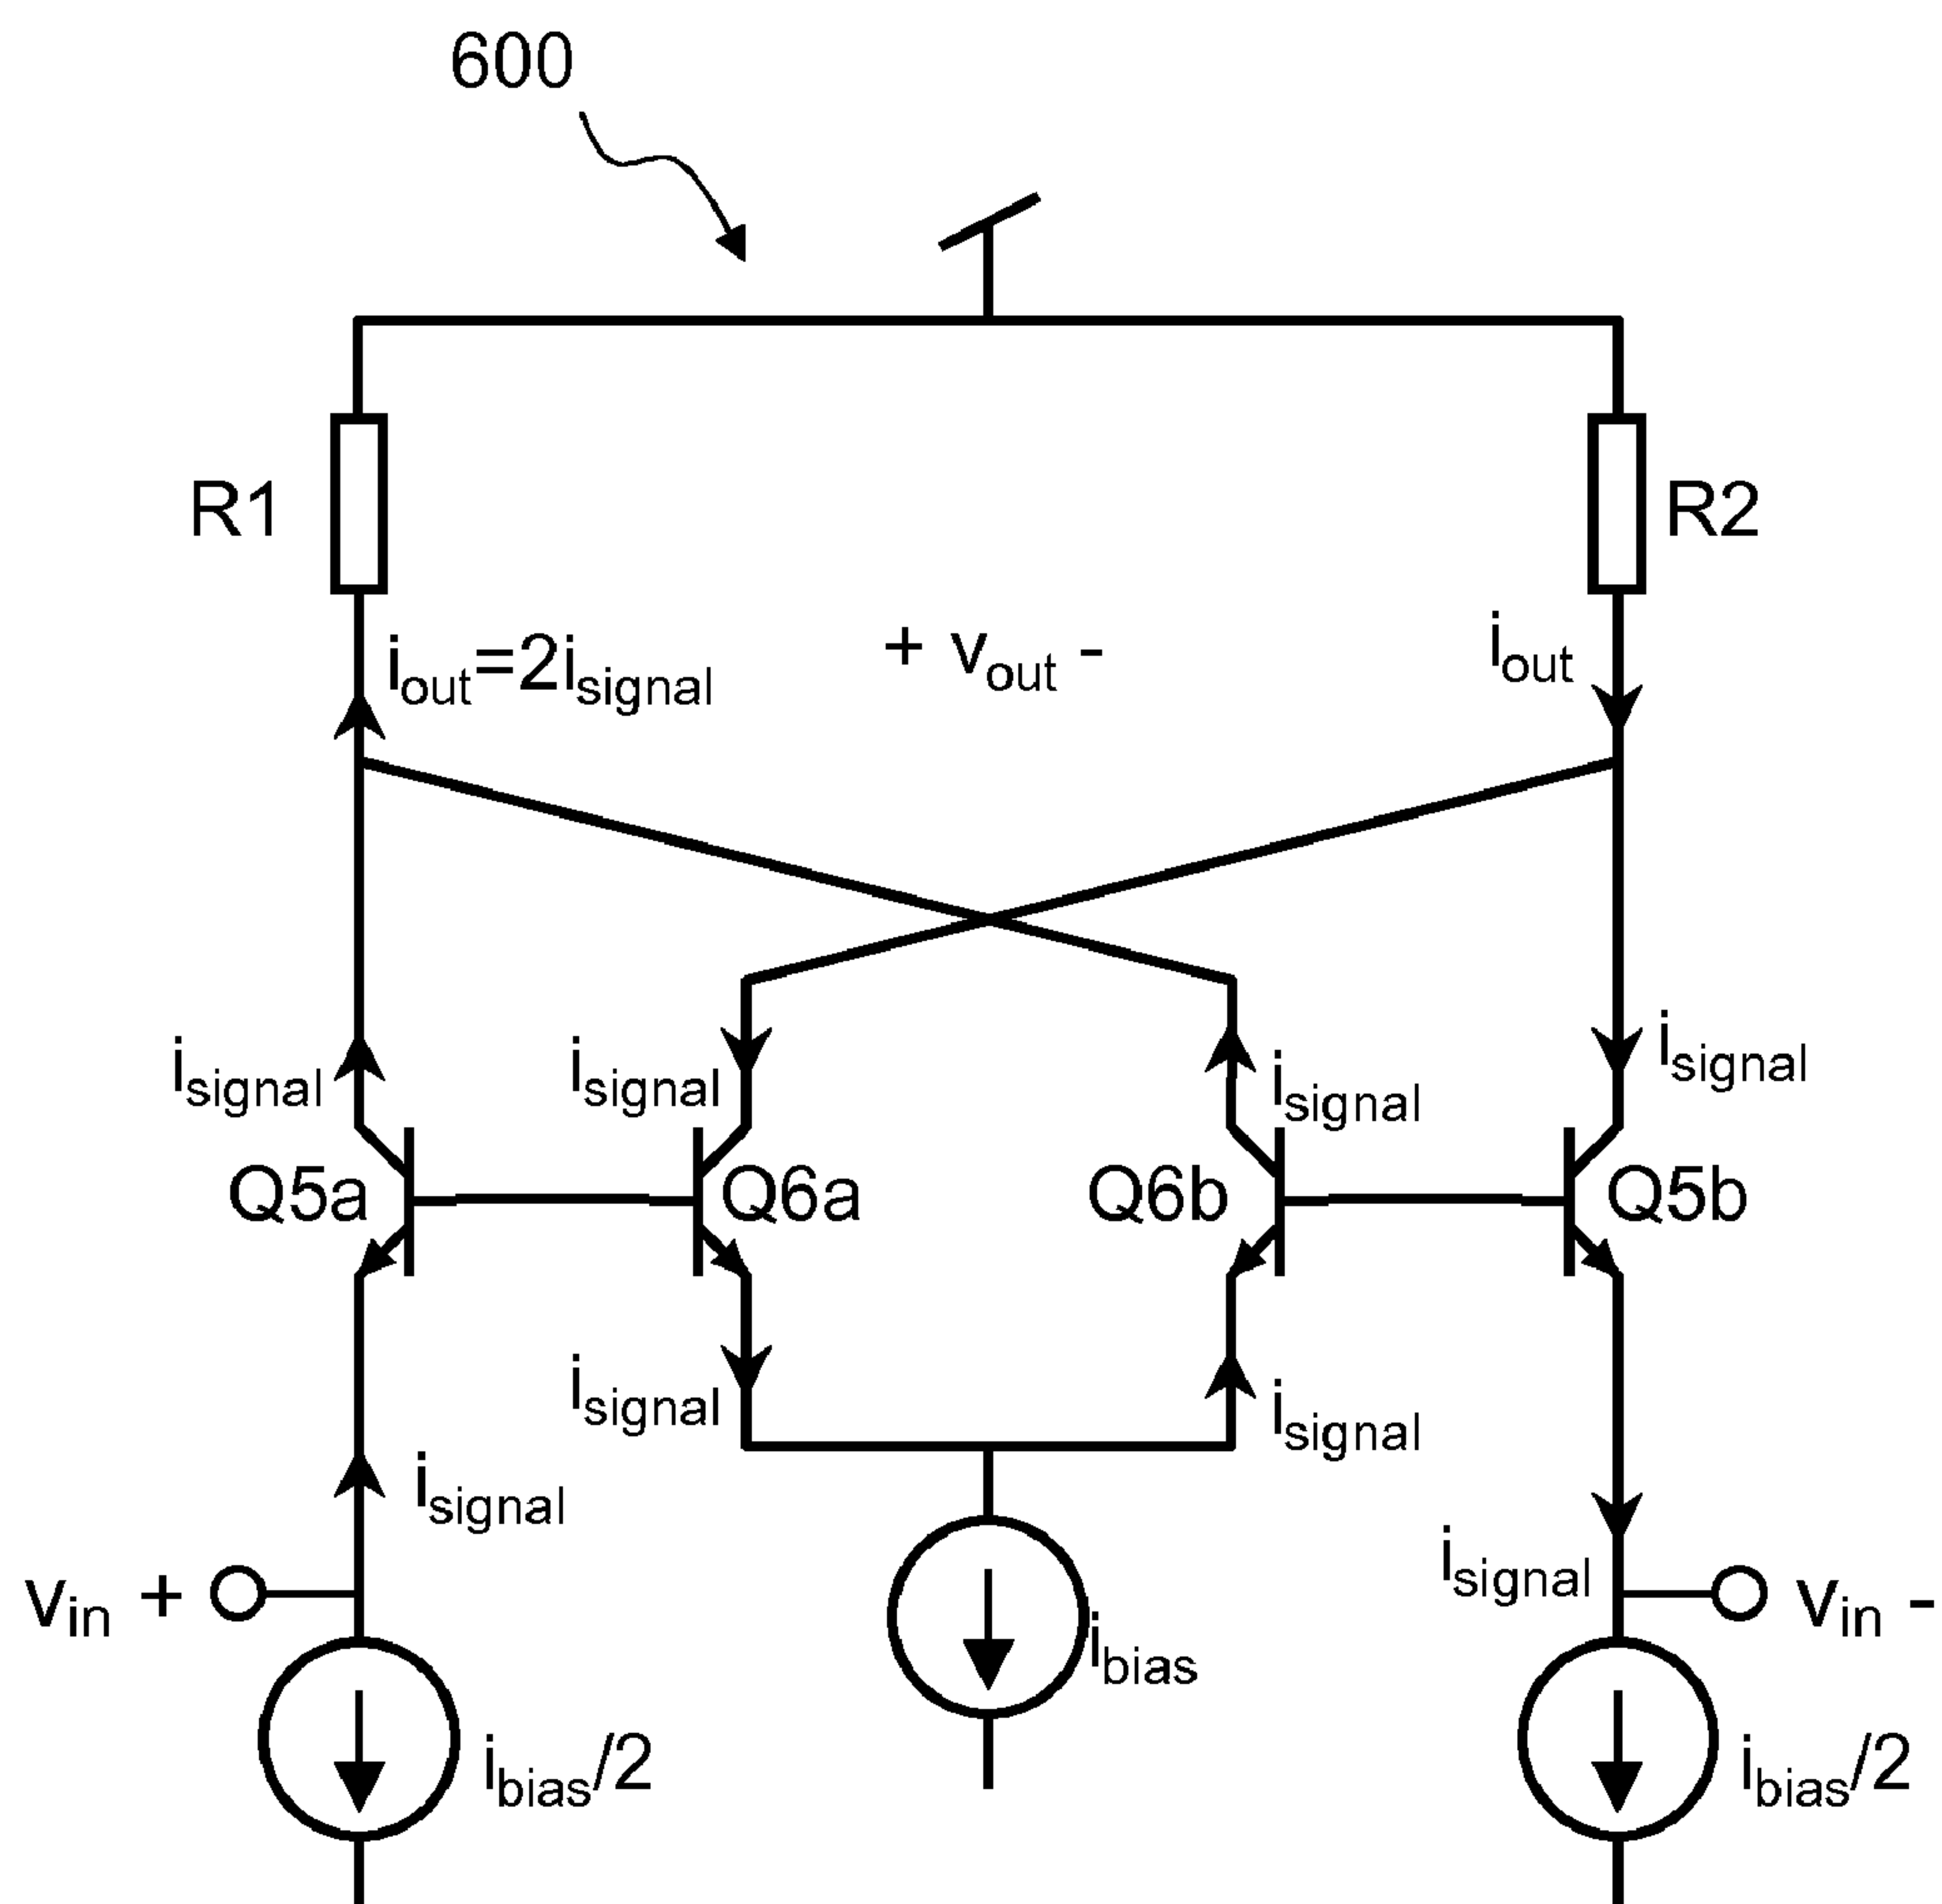 600
R1
R2
iout=2isignal
+ vout -
iout
isignal
isignal
isignal
isignal
Q5a
Q6a
Q6b
Q5b
isignal
isignal
isignal
isignal
vin +
vin -
ibias
ibias/2
ibias/2